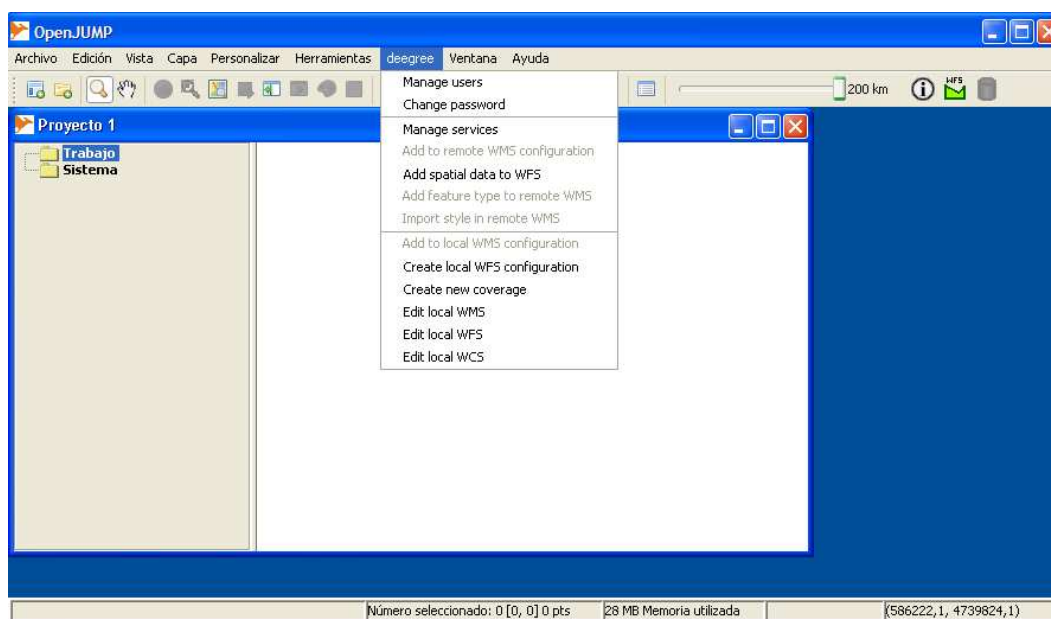 OpenJUMP
Archivo Edición Vista Capa Personalizar Herramientas deegree Ventana Ayuda
200 km
WFS
Manage users
Change password
Manage services
Add to remote WMS configuration
Add spatial data to WFS
Add feature type to remote WMS
Import style in remote WMS
Add to local WMS configuration
Create local WFS configuration
Create new coverage
Edit local WMS
Edit local WFS
Edit local WCS
Proyecto 1
Trabajo
Sistema
Número seleccionado: 0 [0, 0] 0 pts 28 MB Memoria utilizada (586222,1, 4739824,1)